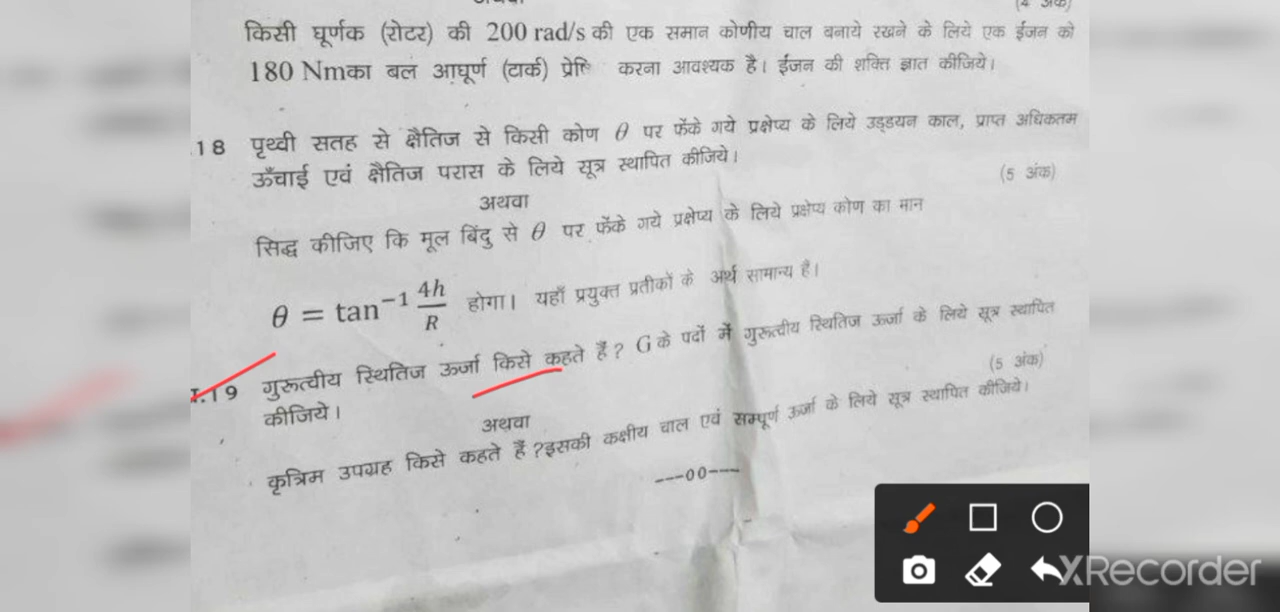 अथवा
(4 अंक)
किसी घूर्णक (रोटर) की 200 rad/s की एक समान कोणीय चाल बनाये रखने के लिये एक ईंजन को
180 Nmका बल आघूर्ण (टार्क) प्रेषि करना आवश्यक है। ईंजन की शक्ति ज्ञात कीजिये।
18 पृथ्वी सतह से क्षैतिज से किसी कोण θ पर फेंके गये प्रक्षेप्य के लिये उड्डयन काल, प्राप्त अधिकतम
ऊँचाई एवं क्षैतिज परास के लिये सूत्र स्थापित कीजिये।
(5 अंक)
अथवा
सिद्ध कीजिए कि मूल बिंदु से θ पर फेंके गये प्रक्षेप्य के लिये प्रक्षेप्य कोण का मान
θ = tan⁻¹ 4h/R होगा। यहाँ प्रयुक्त प्रतीकों के अर्थ सामान्य है।
.19 गुरूत्वीय स्थितिज ऊर्जा किसे कहते हैं? G के पदों में गुरूत्वीय स्थितिज ऊर्जा के लिये सूत्र स्थापित
कीजिये।
(5 अंक)
अथवा
कृत्रिम उपग्रह किसे कहते हैं ?इसकी कक्षीय चाल एवं सम्पूर्ण ऊर्जा के लिए सूत्र स्थापित कीजिये।
---00---
XRecorder